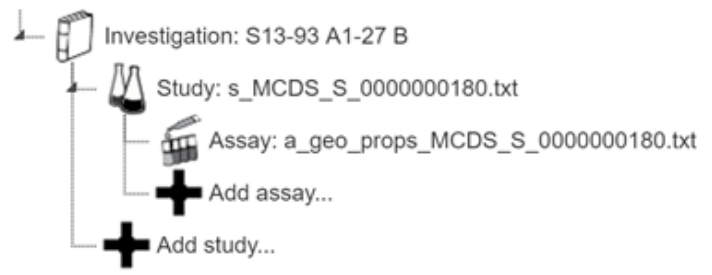 Investigation: S13-93 A1-27 B
Study: s_MCDS_S_0000000180.txt
Assay: a_geo_props_MCDS_S_0000000180.txt
Add assay...
Add study...